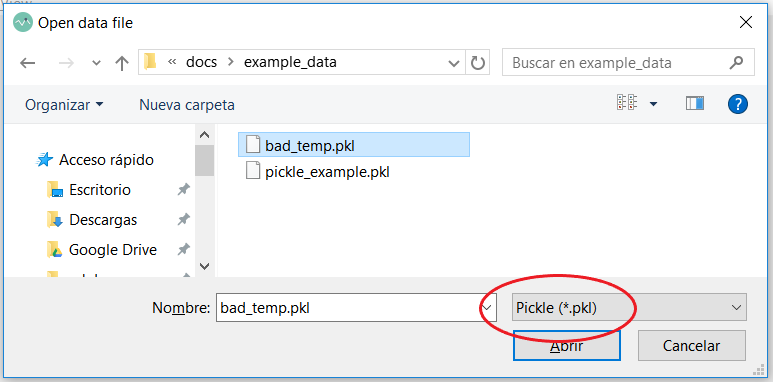 Open data file
« docs › example_data
Buscar en example_data
Organizar
Nueva carpeta
?
Acceso rápido
Escritorio
Descargas
Google Drive
bad_temp.pkl
pickle_example.pkl
Nombre: bad_temp.pkl
Pickle (*.pkl)
Abrir
Cancelar